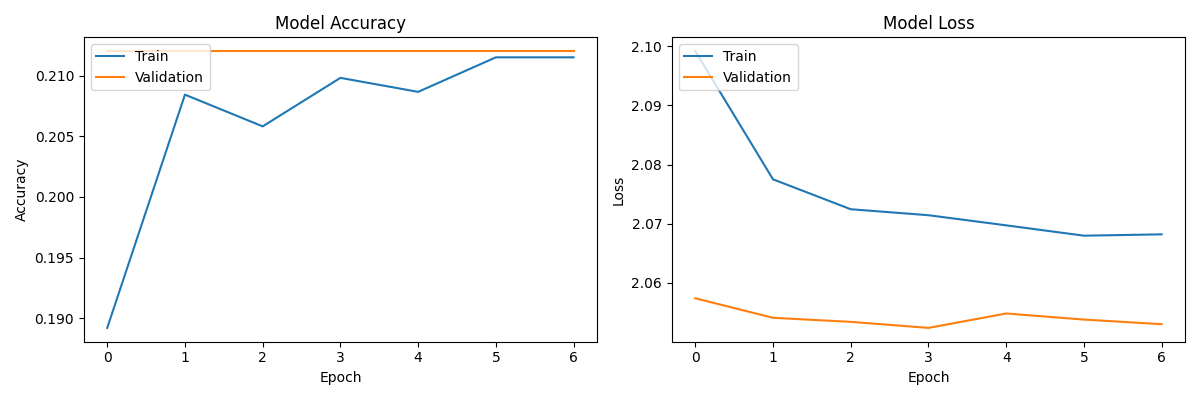 Model Accuracy
Train
Validation
0.210
0.205
0.200
0.195
0.190
Accuracy
0 1 2 3 4 5 6
Epoch
Model Loss
Train
Validation
2.10
2.09
2.08
2.07
2.06
Loss
0 1 2 3 4 5 6
Epoch